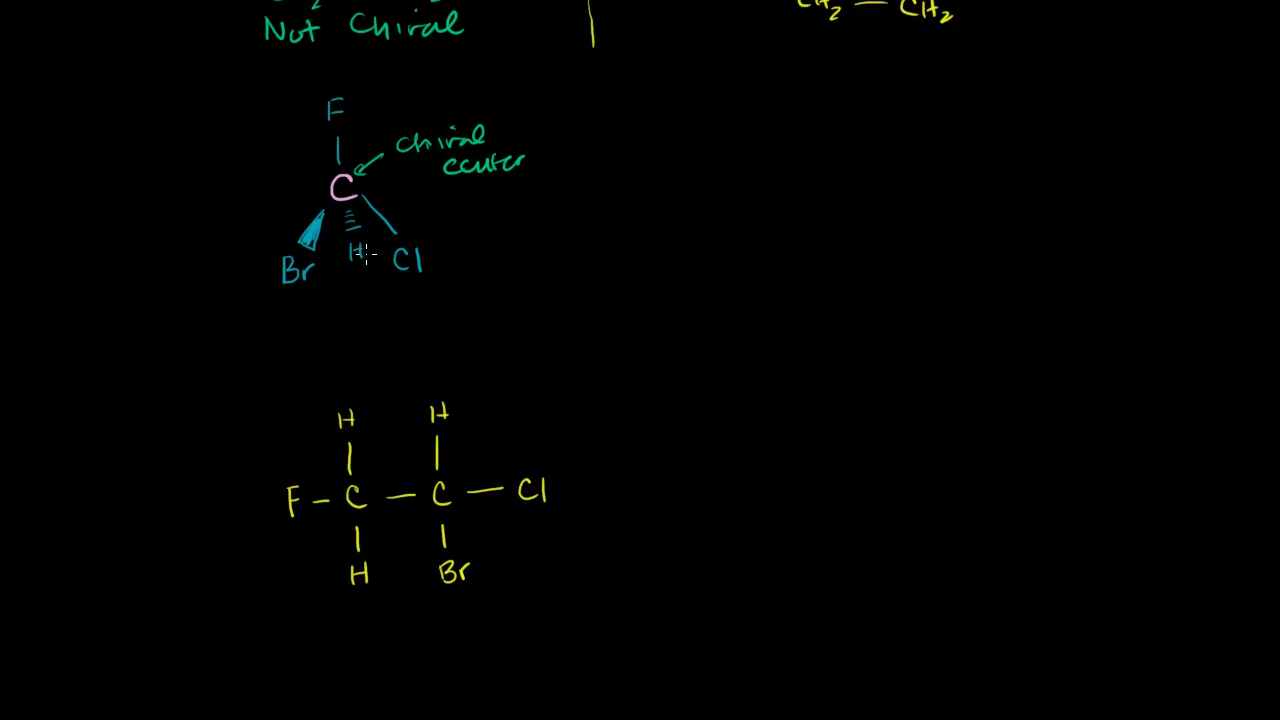 CH₂ — CH₂
Not Chiral
F
chiral
center
C
Br H Cl
H H
F – C — C — Cl
H Br